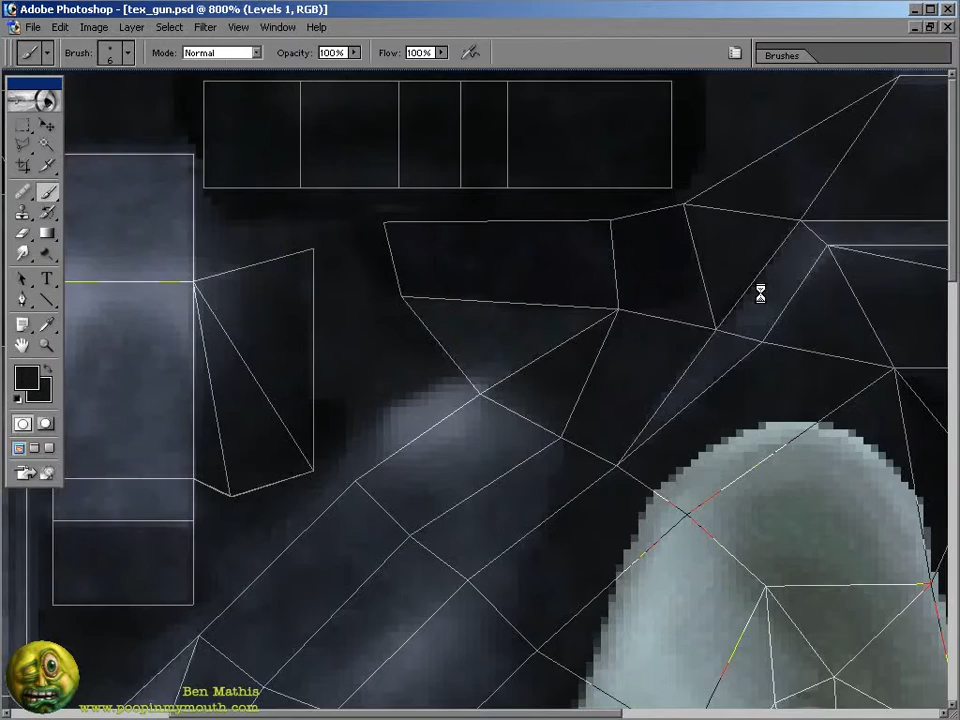 Adobe Photoshop - [tex_gun.psd @ 800% (Levels 1, RGB)]
File Edit Image Layer Select Filter View Window Help
Brush: 6 Mode: Normal Opacity: 100% Flow: 100% Brushes
T
Ben Mathis
www.poopinmymouth.com